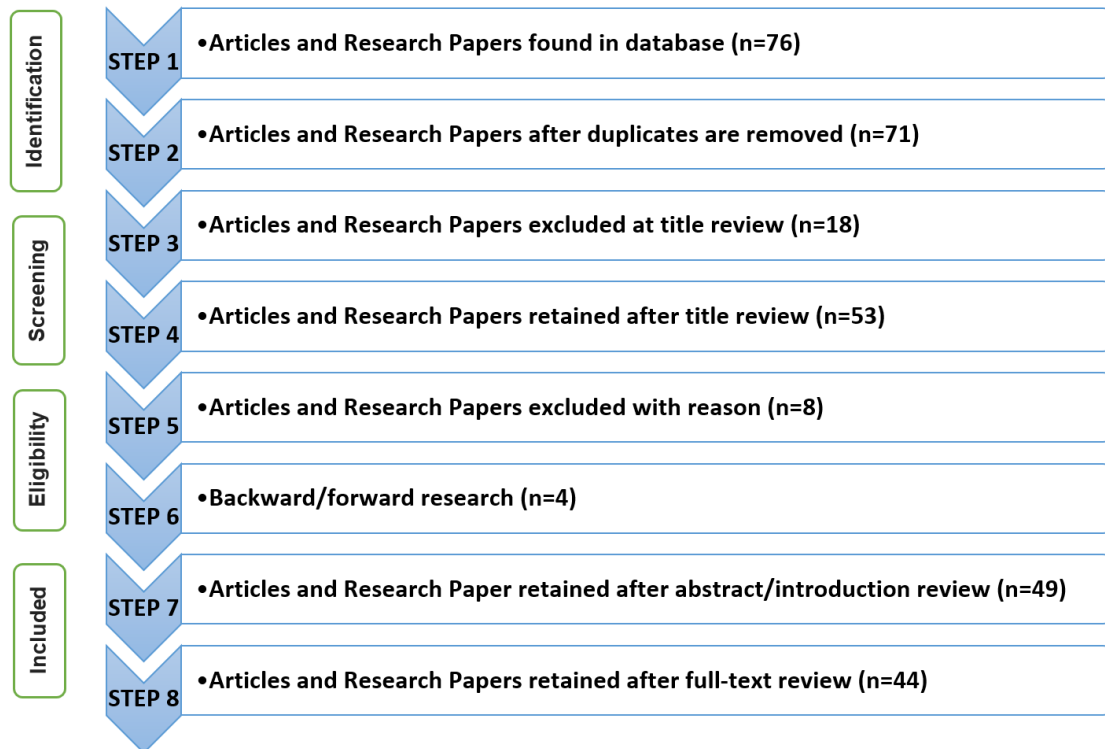 Identification
STEP 1
•Articles and Research Papers found in database (n=76)
STEP 2
•Articles and Research Papers after duplicates are removed (n=71)
Screening
STEP 3
•Articles and Research Papers excluded at title review (n=18)
STEP 4
•Articles and Research Papers retained after title review (n=53)
Eligibility
STEP 5
•Articles and Research Papers excluded with reason (n=8)
STEP 6
•Backward/forward research (n=4)
Included
STEP 7
•Articles and Research Paper retained after abstract/introduction review (n=49)
STEP 8
•Articles and Research Papers retained after full-text review (n=44)